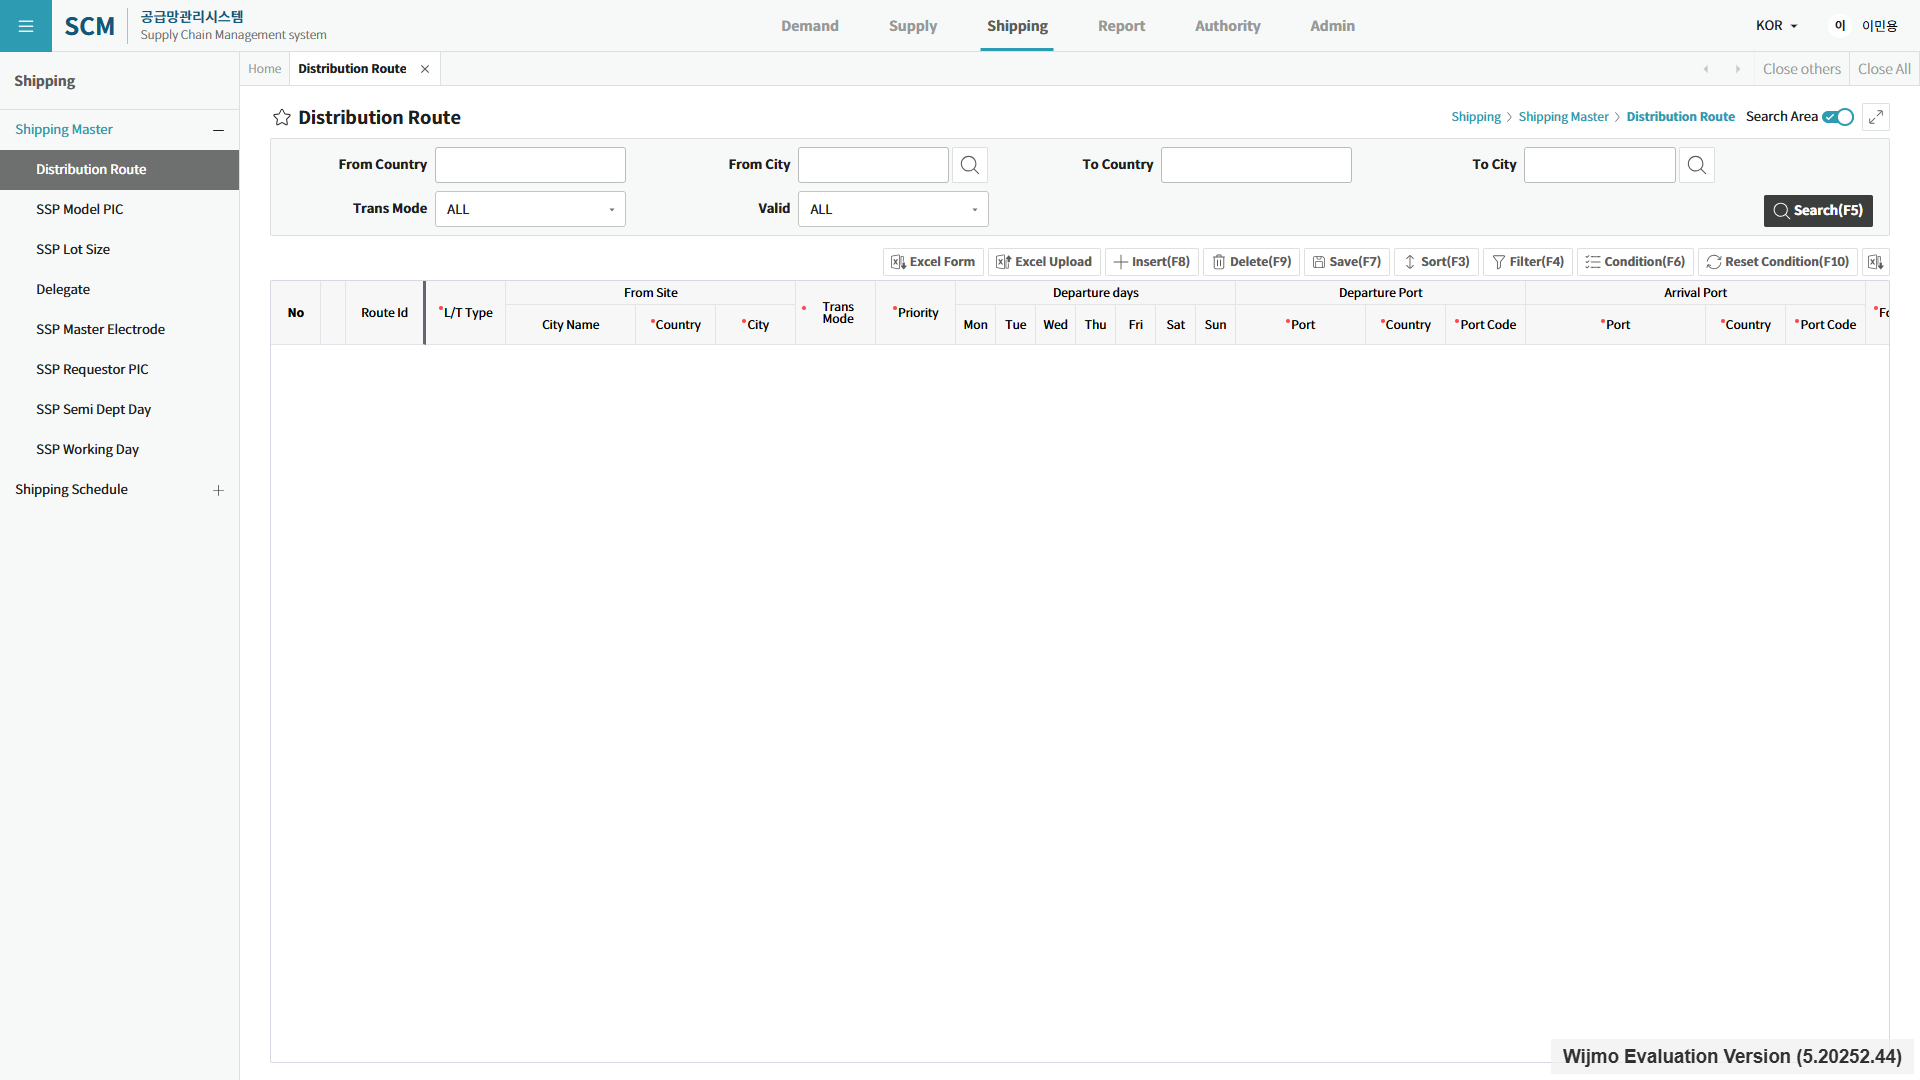 SCM
공급망관리시스템
Supply Chain Management system
Demand
Supply
Shipping
Report
Authority
Admin
KOR
이
이민용
Shipping
Home
Distribution Route
Close others
Close All
Shipping Master
Distribution Route
SSP Model PIC
SSP Lot Size
Delegate
SSP Master Electrode
SSP Requestor PIC
SSP Semi Dept Day
SSP Working Day
Shipping Schedule
Distribution Route
Shipping > Shipping Master > Distribution Route
Search Area
From Country
From City
To Country
To City
Trans Mode
ALL
Valid
ALL
Search(F5)
Excel Form
Excel Upload
Insert(F8)
Delete(F9)
Save(F7)
Sort(F3)
Filter(F4)
Condition(F6)
Reset Condition(F10)
No
Route Id
L/T Type
From Site
City Name
Country
City
Trans
Mode
Priority
Departure days
Mon
Tue
Wed
Thu
Fri
Sat
Sun
Departure Port
Port
Country
Port Code
Arrival Port
Port
Country
Port Code
Wijmo Evaluation Version (5.20252.44)